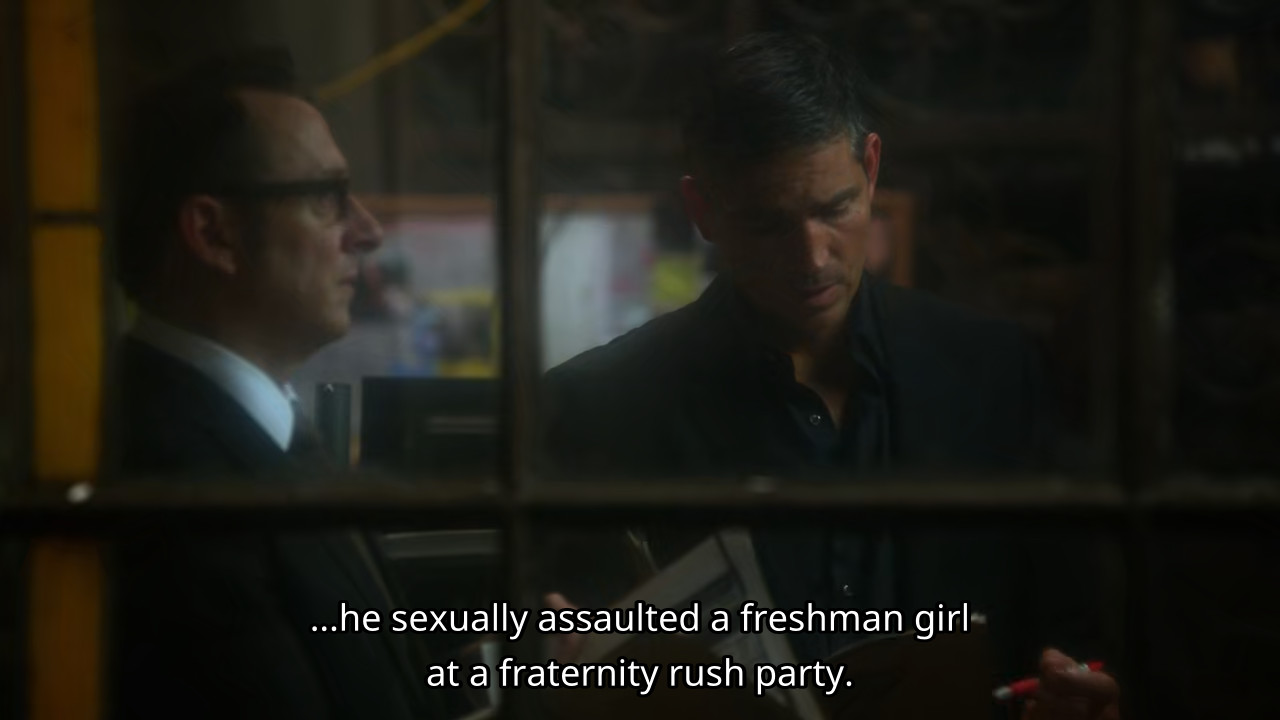 ...he sexually assaulted a freshman girl
at a fraternity rush party.